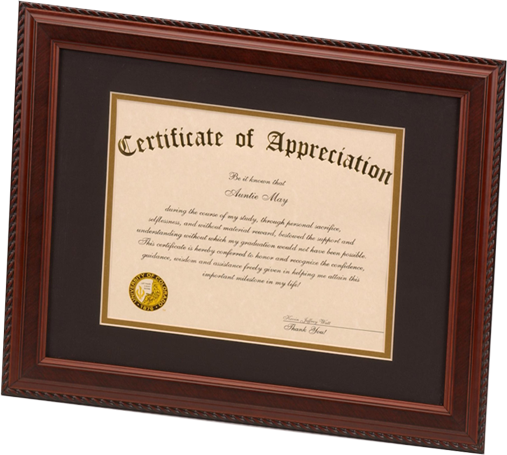 Certificate of Appreciation
Be it known that
Auntie May
during the course of my study, through personal sacrifice,
selflessness, and without material reward, bestowed the support and
understanding without which my graduation would not have been possible.
This certificate is hereby conferred to honor and recognize the confidence,
guidance, wisdom and assistance freely given in helping me attain this
important milestone in my life!
Thank You!
UNIVERSITY OF